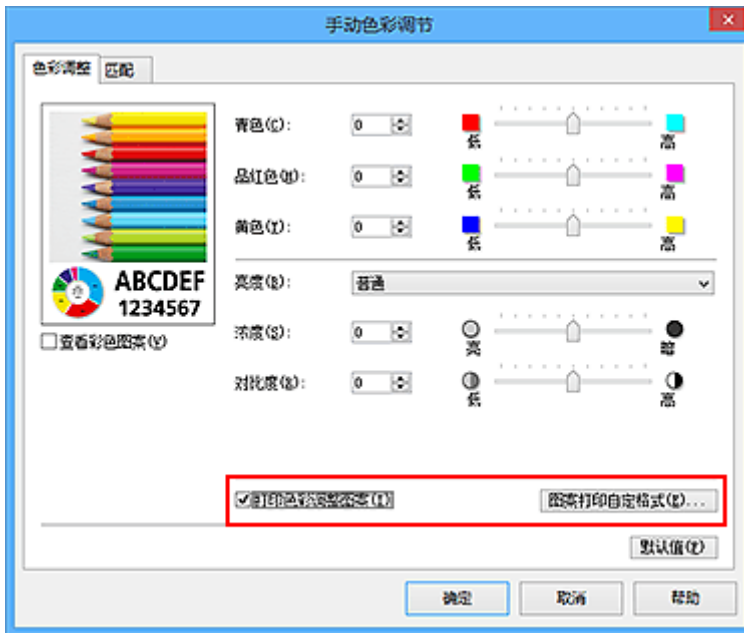 手动色彩调节
色彩调整 匹配
青色(C): 0 低 高
品红色(M): 0 低 高
黄色(Y): 0 低 高
ABCDEF
1234567
查看彩色图案(V)
亮度(B): 普通
浓度(S): 0 亮 暗
对比度(R): 0 低 高
打印色彩调整图案(I) 图案打印自定格式(E)...
默认值(F)
确定 取消 帮助